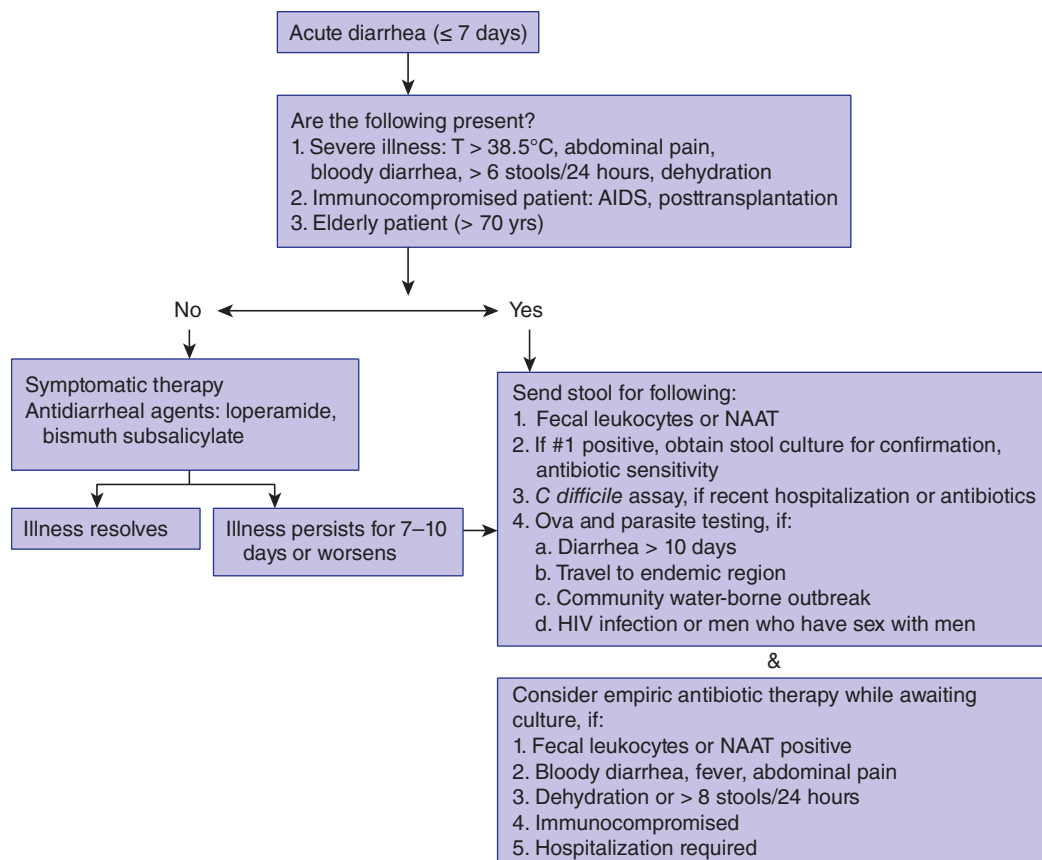 Acute diarrhea (≤ 7 days)
Are the following present?
1. Severe illness: T > 38.5°C, abdominal pain,
bloody diarrhea, > 6 stools/24 hours, dehydration
2. Immunocompromised patient: AIDS, posttransplantation
3. Elderly patient (> 70 yrs)
No
Yes
Symptomatic therapy
Antidiarrheal agents: loperamide,
bismuth subsalicylate
Illness resolves
Illness persists for 7–10
days or worsens
Send stool for following:
1. Fecal leukocytes or NAAT
2. If #1 positive, obtain stool culture for confirmation,
antibiotic sensitivity
3. C difficile assay, if recent hospitalization or antibiotics
4. Ova and parasite testing, if:
a. Diarrhea > 10 days
b. Travel to endemic region
c. Community water-borne outbreak
d. HIV infection or men who have sex with men
&
Consider empiric antibiotic therapy while awaiting
culture, if:
1. Fecal leukocytes or NAAT positive
2. Bloody diarrhea, fever, abdominal pain
3. Dehydration or > 8 stools/24 hours
4. Immunocompromised
5. Hospitalization required